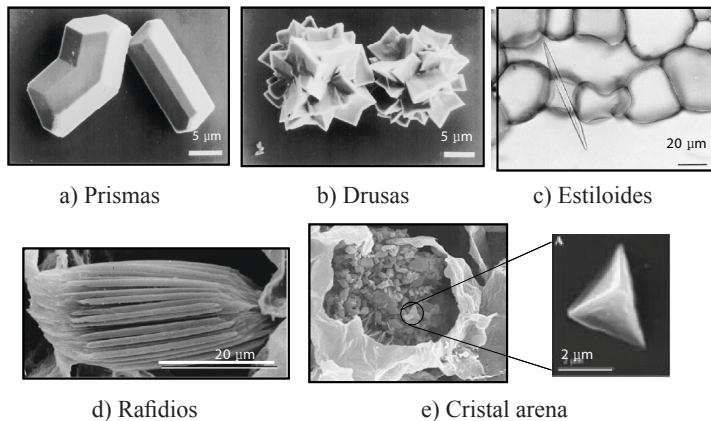 5 µm
5 µm
20 µm
a) Prismas
b) Drusas
c) Estiloides
20 µm
A
2 µm
d) Rafidios
e) Cristal arena